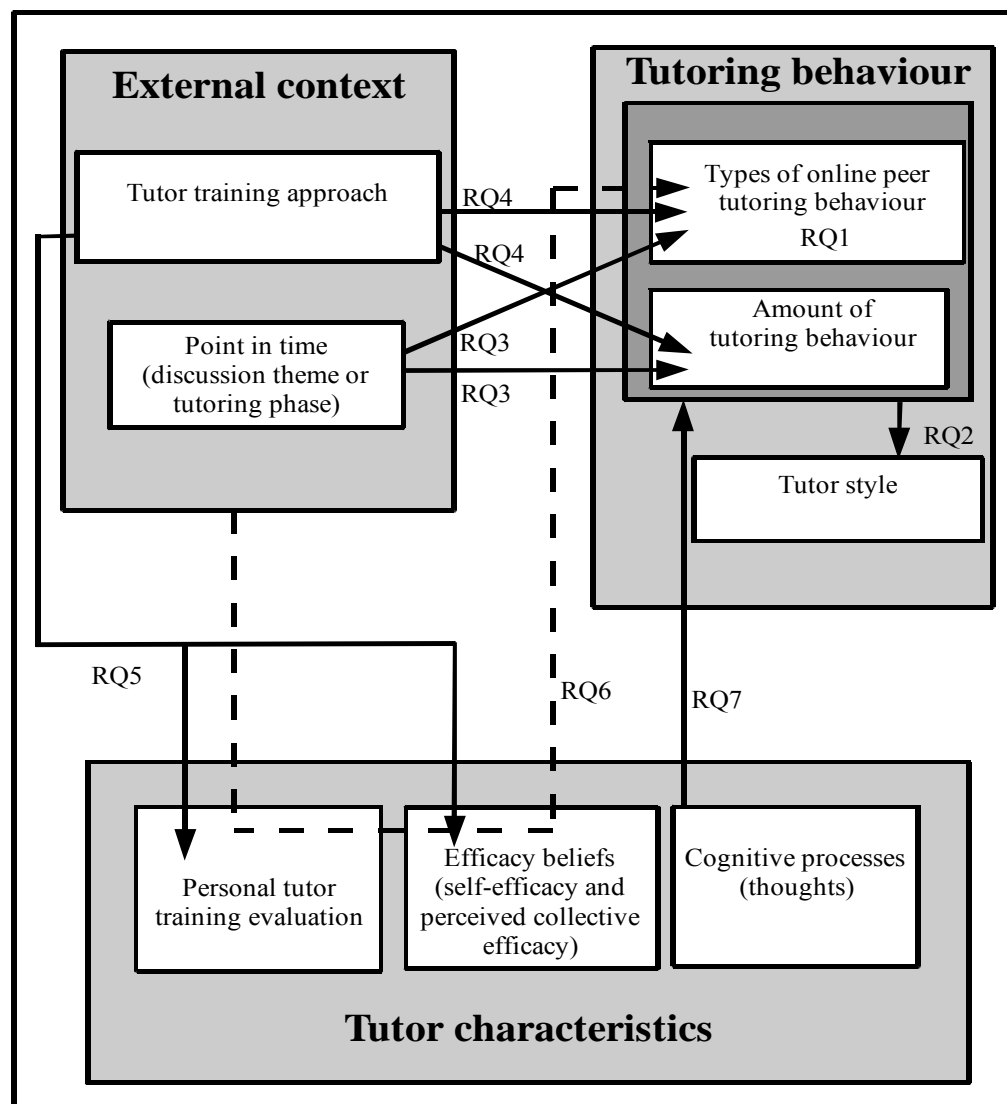 External context
Tutor training approach
Point in time
(discussion theme or
tutoring phase)
RQ4
RQ4
RQ3
RQ3
Tutoring behaviour
Types of online peer
tutoring behaviour
RQ1
Amount of
tutoring behaviour
RQ2
Tutor style
RQ5
RQ6
RQ7
Personal tutor
training evaluation
Efficacy beliefs
(self-efficacy and
perceived collective
efficacy)
Cognitive processes
(thoughts)
Tutor characteristics